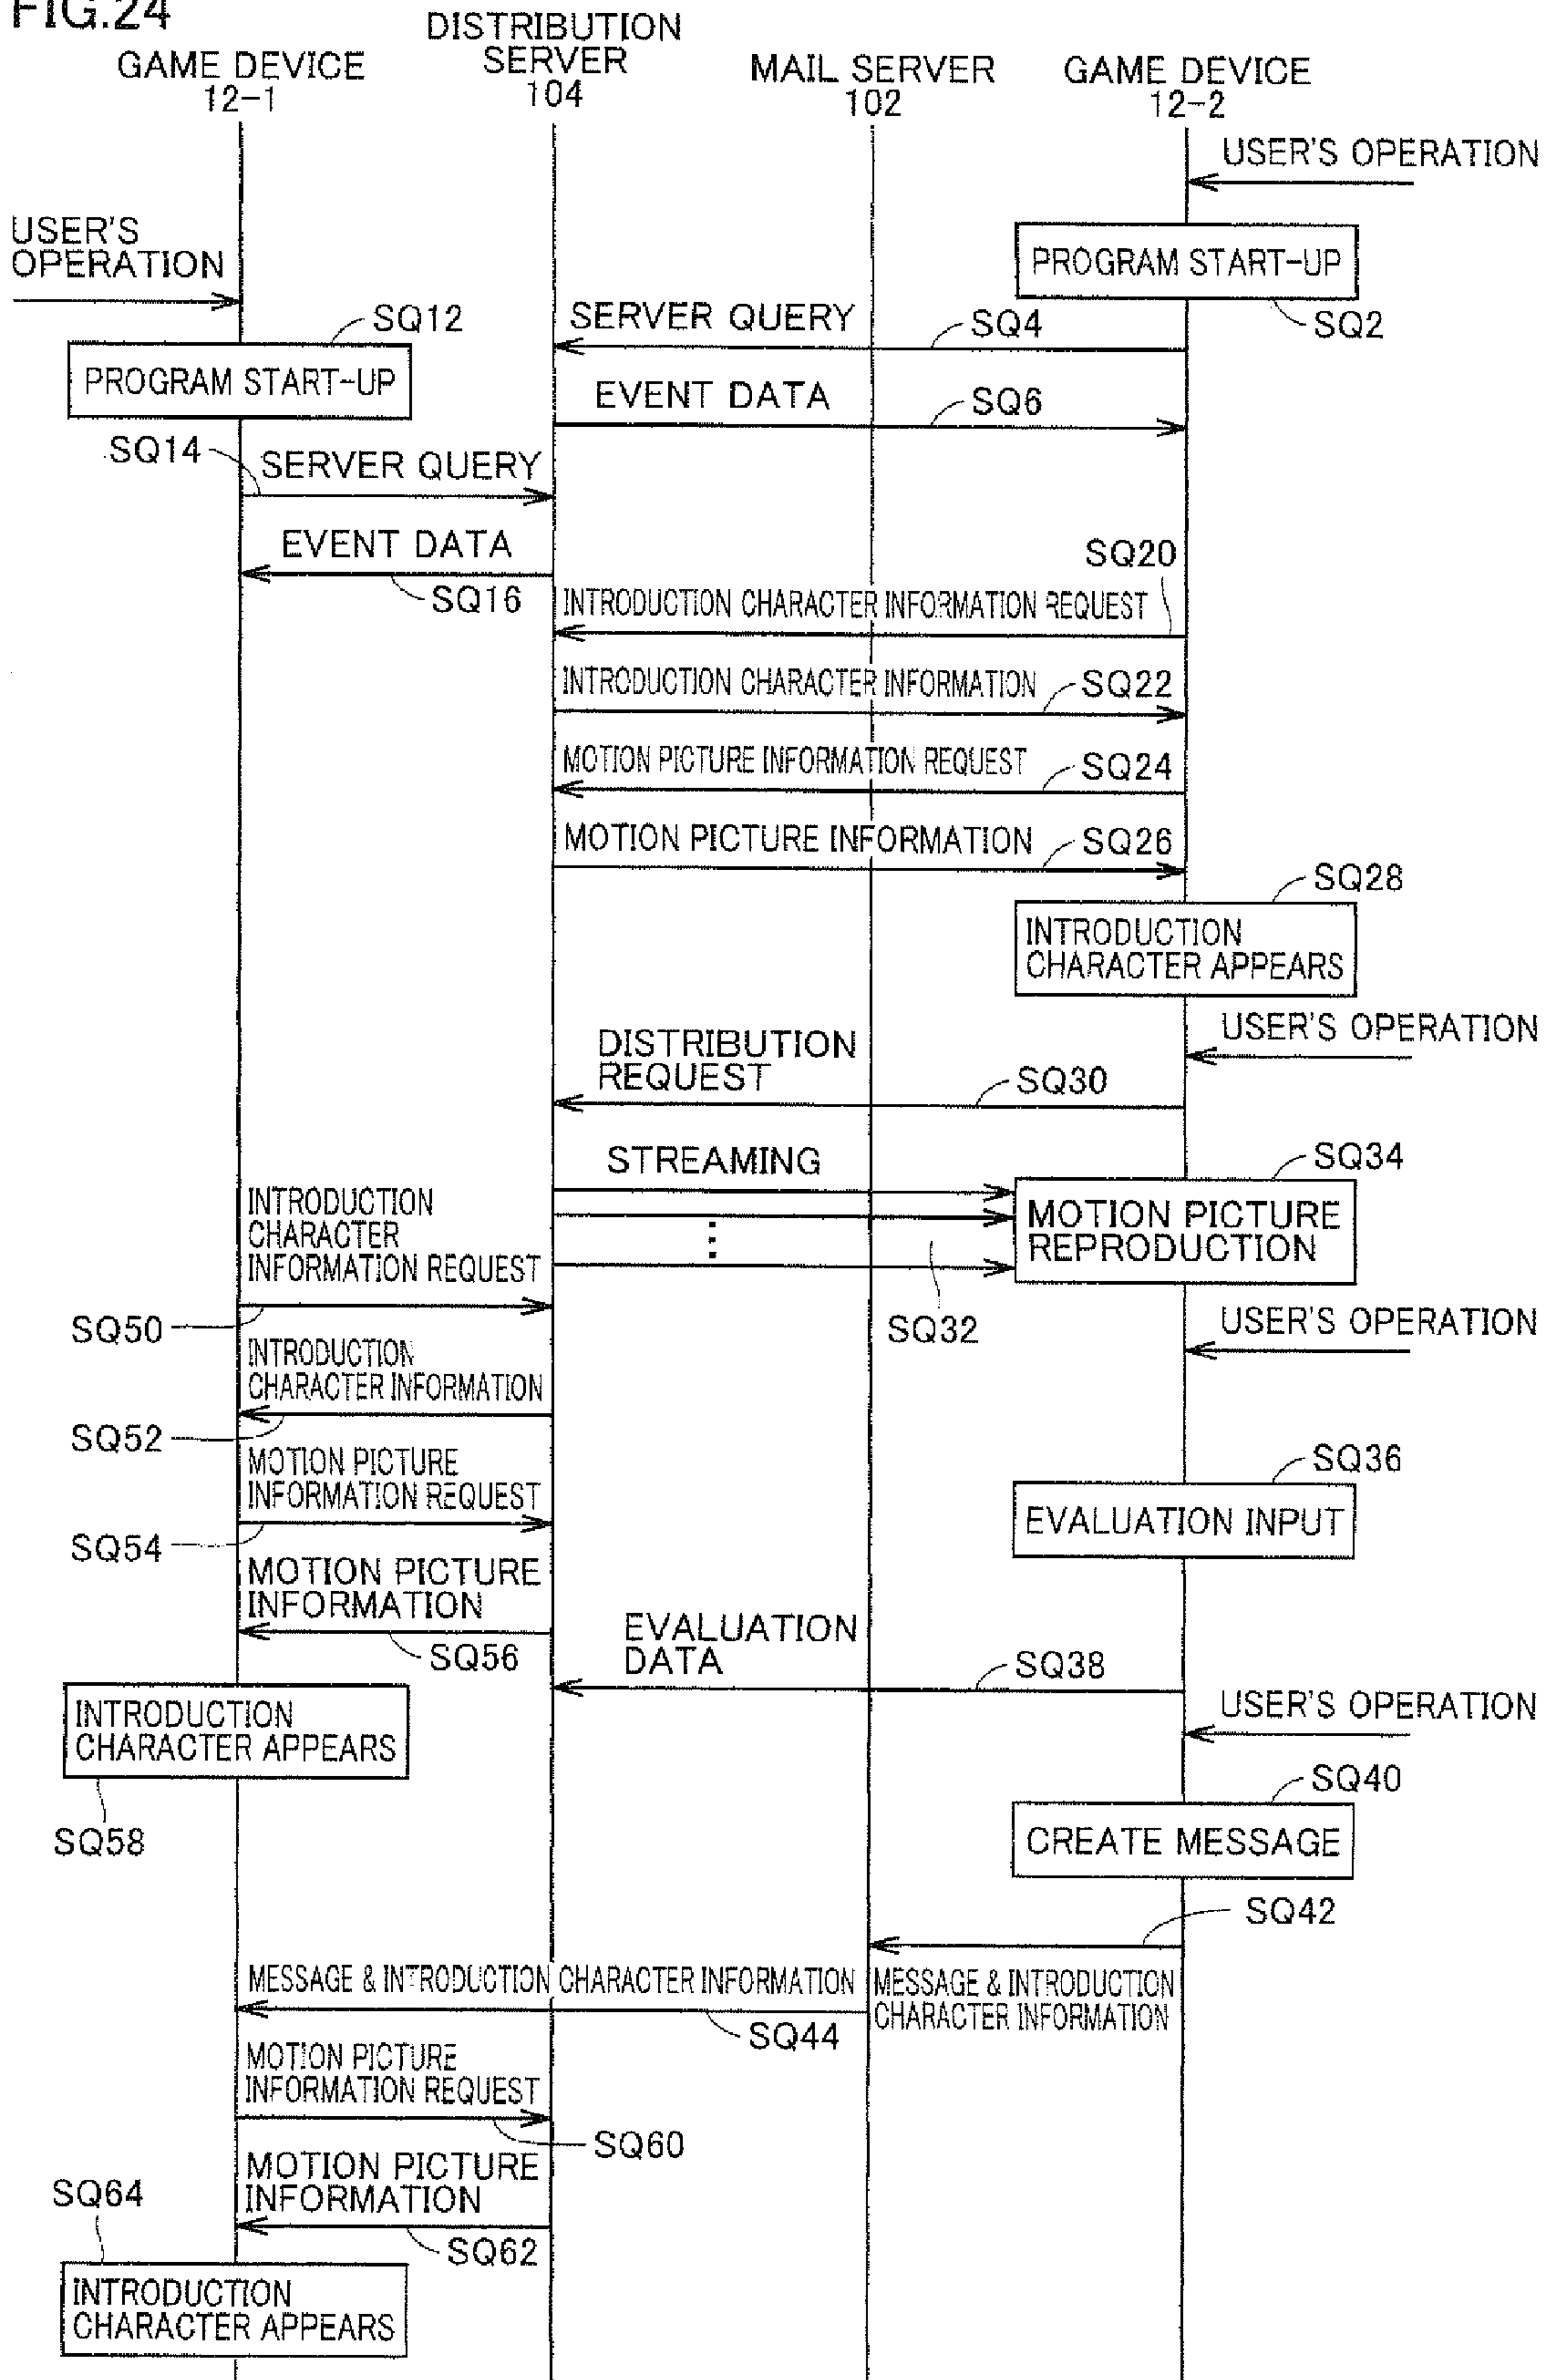 FIG.24
DISTRIBUTION
SERVER
104
GAME DEVICE
12-1
MAIL SERVER
102
GAME DEVICE
12-2
USER'S OPERATION
USER'S
OPERATION
PROGRAM START-UP
SQ2
SQ12
SERVER QUERY
SQ4
PROGRAM START-UP
EVENT DATA
SQ6
SQ14
SERVER QUERY
EVENT DATA
SQ16
SQ20
INTRODUCTION CHARACTER INFORMATION REQUEST
INTRODUCTION CHARACTER INFORMATION
SQ22
MOTION PICTURE INFORMATION REQUEST
SQ24
MOTION PICTURE INFORMATION
SQ26
SQ28
INTRODUCTION
CHARACTER APPEARS
USER'S OPERATION
DISTRIBUTION
REQUEST
SQ30
STREAMING
SQ34
INTRODUCTION
CHARACTER
INFORMATION REQUEST
MOTION PICTURE
REPRODUCTION
SQ50
SQ32
USER'S OPERATION
INTRODUCTION
CHARACTER INFORMATION
SQ52
MOTION PICTURE
INFORMATION REQUEST
SQ36
EVALUATION INPUT
SQ54
MOTION PICTURE
INFORMATION
SQ56
EVALUATION
DATA
SQ38
USER'S OPERATION
INTRODUCTION
CHARACTER APPEARS
SQ58
SQ40
CREATE MESSAGE
SQ42
MESSAGE & INTRODUCTION CHARACTER INFORMATION
MESSAGE & INTRODUCTION
CHARACTER INFORMATION
SQ44
MOTION PICTURE
INFORMATION REQUEST
SQ60
MOTION PICTURE
INFORMATION
SQ64
SQ62
INTRODUCTION
CHARACTER APPEARS